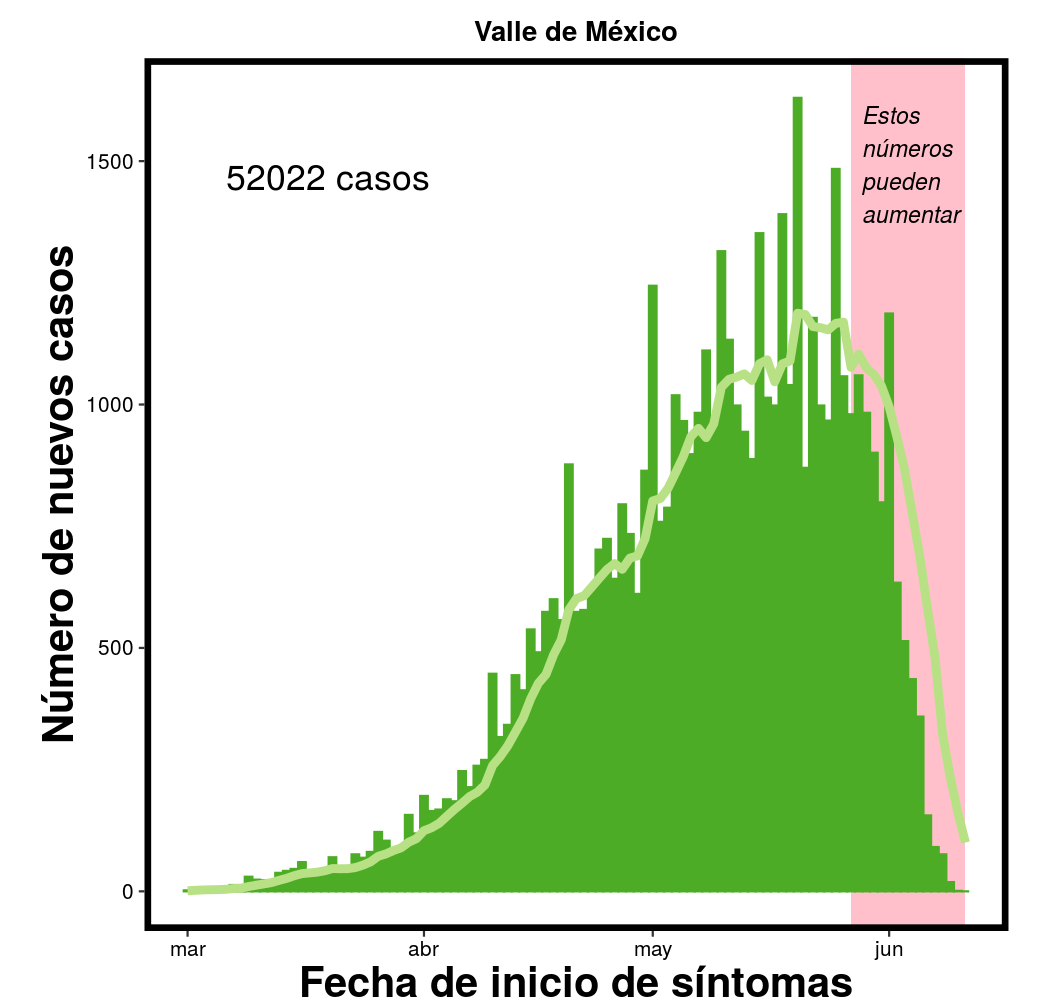 Valle de México
Estos
números
pueden
aumentar
52022 casos
Número de nuevos casos
1500
1000
500
0
mar
abr
may
jun
Fecha de inicio de síntomas